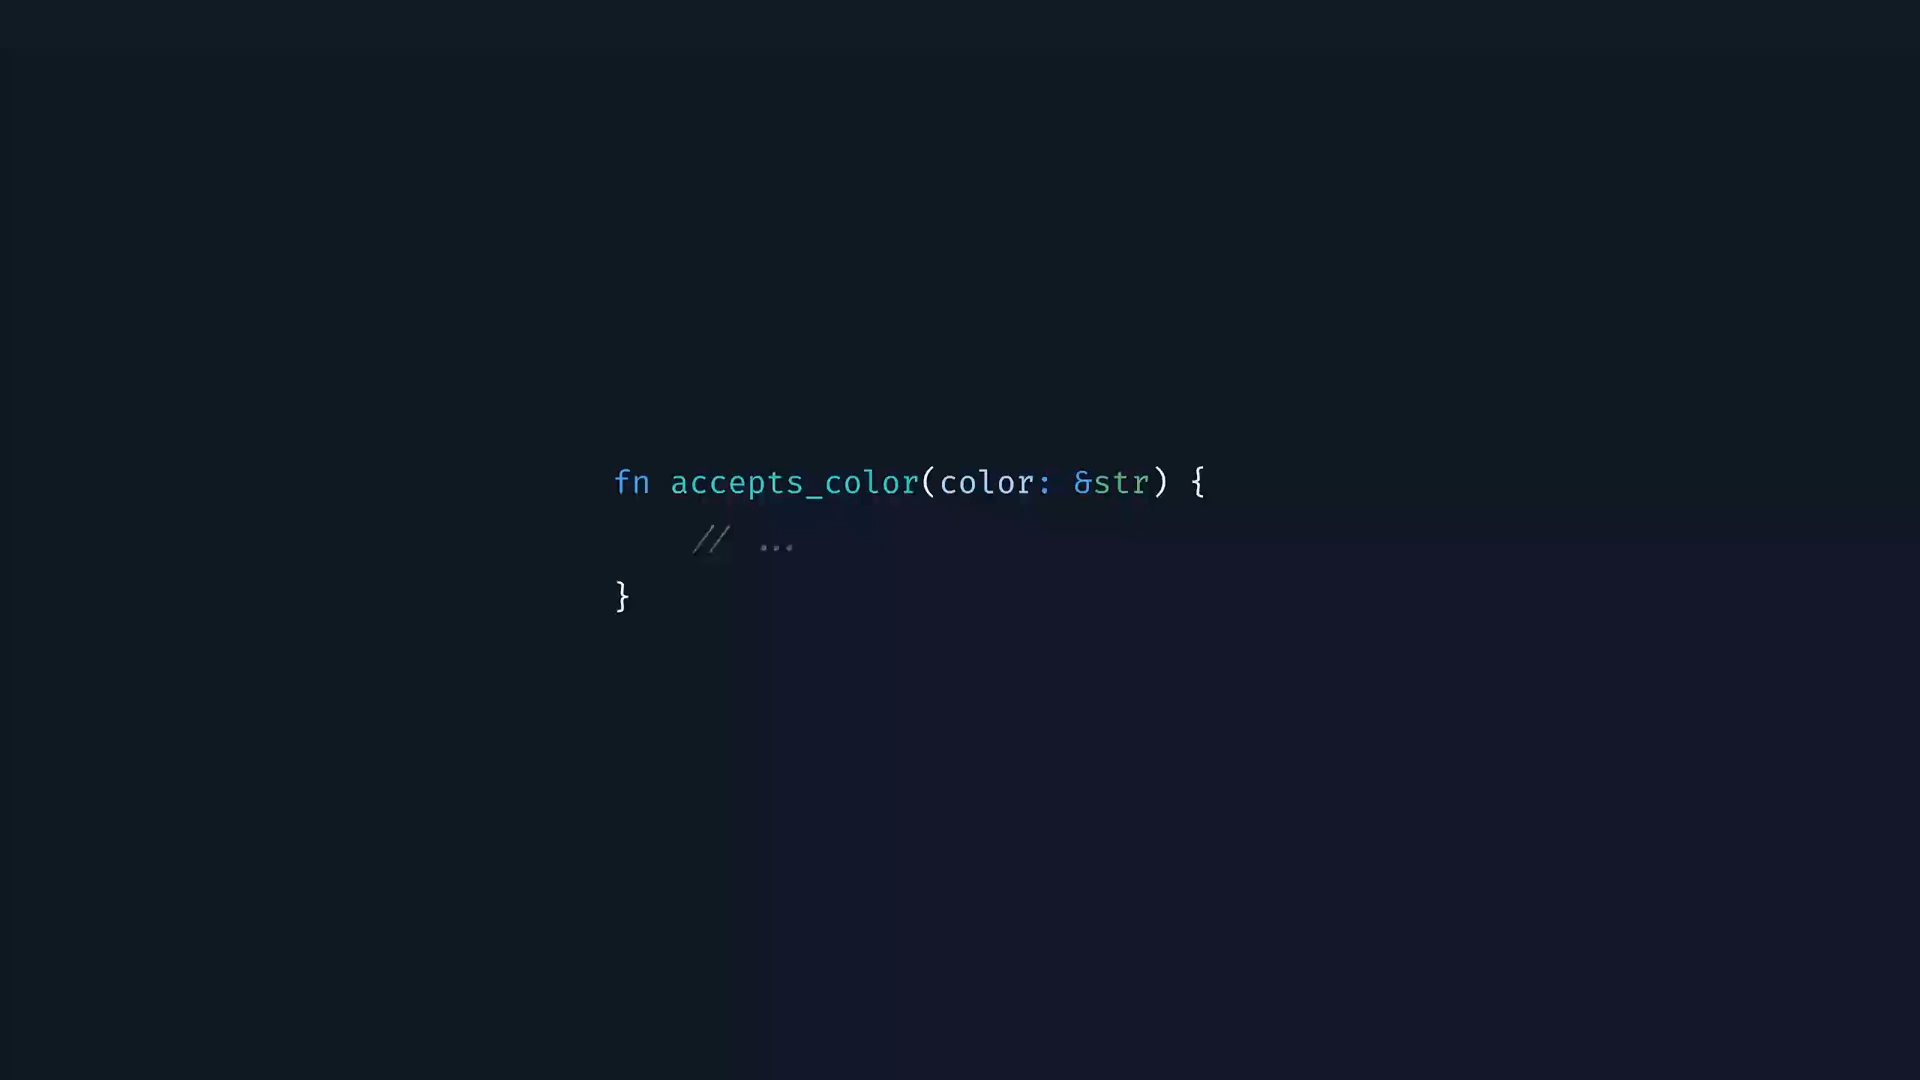 fn accepts_color(color: &str) {
    // ...
}